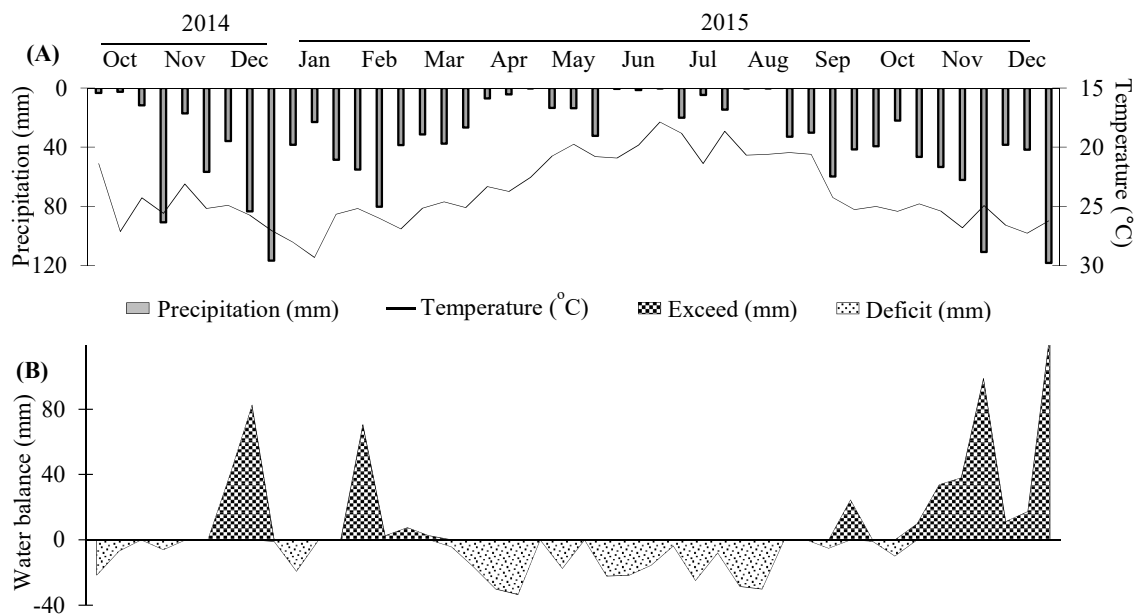 2014 2015
(A) Oct Nov Dec Jan Feb Mar Apr May Jun Jul Aug Sep Oct Nov Dec
Precipitation (mm)
0
40
80
120
15
20
25
30
Temperature (°C)
Precipitation (mm) Temperature (°C) Exceed (mm) Deficit (mm)
(B)
Water balance (mm)
80
40
0
-40